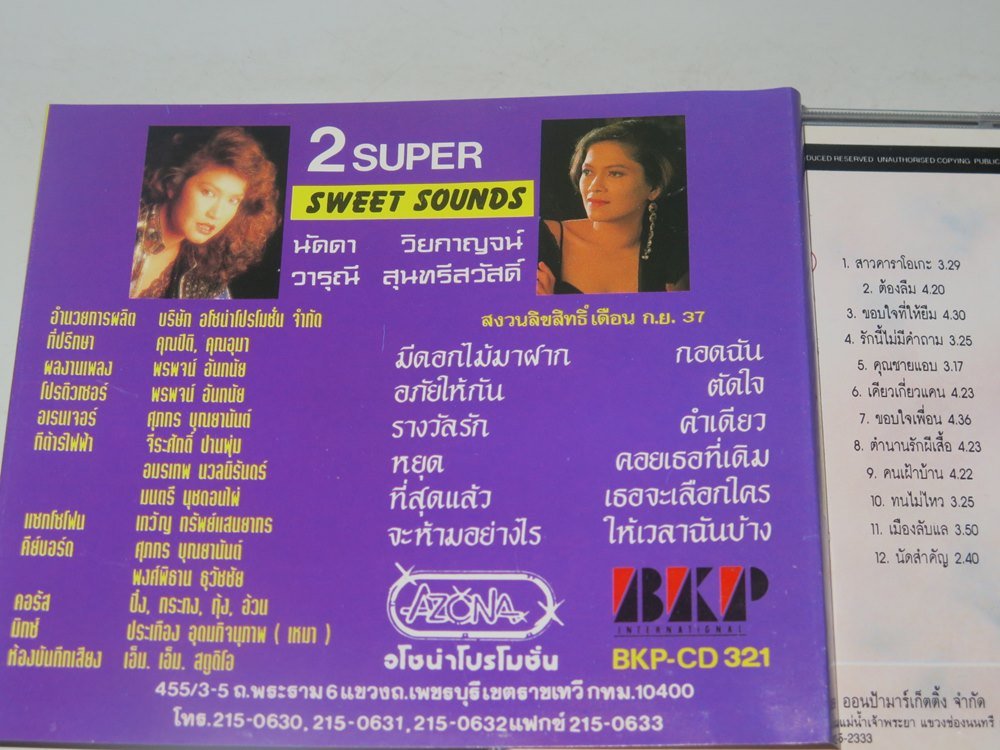 2 SUPER
SWEET SOUNDS
นัดดา วิยกาญจน์
วารุณี สุนทรีสวัสดิ์
อำนวยการผลิต บริษัท อโซน่าโปรโมชั่น จำกัด
ที่ปรึกษา คุณปิติ, คุณอุมา
ผลงานเพลง พรพจน์ อันทนัย
โปรดิวเซอร์ พรพจน์ อันทนัย
อเรนเจอร์ ศุภกร บุณยานันต์
กีต้าร์ไฟฟ้า จีระศักดิ์ ปานพุ่ม
อมรเทพ นวลมิรันดร์
มนตรี นุชดอนไผ่
แซกโซโฟน เทวัญ ทรัพย์แสนยากร
คีย์บอร์ด ศุภกร บุณยานันต์
พงศ์พิธาน ธุวัชชัย
คอรัส ปิ๋ง, กระทง, กุ้ง, อ้วน
มิกซ์ ประเทือง อุดมกิจนุภาพ ( เหมา )
ห้องบันทึกเสียง เอ็ม. เอ็ม. สตูดิโอ
สงวนลิขสิทธิ์เดือน ก.ย. 37
มีดอกไม้มาฝาก กอดฉัน
อภัยให้กัน ตัดใจ
รางวัลรัก คำเดียว
หยุด คอยเธอที่เดิม
ที่สุดแล้ว เธอจะเลือกใคร
จะห้ามอย่างไร ให้เวลาฉันบ้าง
AZONA
อโซน่าโปรโมชั่น
BKP
INTERNATIONAL
BKP-CD 321
455/3-5 ถ.พระราม 6 แขวงถ.เพชรบุรี เขตราชเทวี กทม.10400
โทร.215-0630, 215-0631, 215-0632 แฟกซ์ 215-0633
DUCED RESERVED UNAUTHORISED COPYING PUBLIC
1. สาวคาราโอเกะ 3.29
2. ต้องลืม 4.20
3. ขอบใจที่ให้ยืม 4.30
4. รักนี้ไม่มีคำถาม 3.25
5. คุณชายแอบ 3.17
6. เคียวเกี่ยวแคน 4.23
7. ขอบใจเพื่อน 4.36
8. ตำนานรักผีเสื้อ 4.23
9. คนเฝ้าบ้าน 4.22
10. ทนไม่ไหว 3.25
11. เมืองลับแล 3.50
12. นัดสำคัญ 2.40
ออนป้ามาร์เก็ตติ้ง จำกัด
แม่น้ำเจ้าพระยา แขวงช่องนนทรี
5-2333